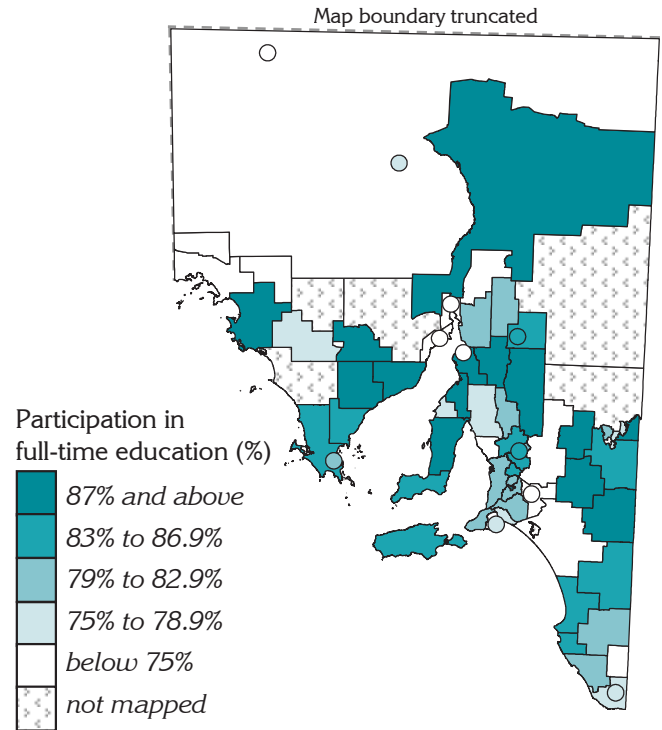 Map boundary truncated
Participation in
full-time education (%)
87% and above
83% to 86.9%
79% to 82.9%
75% to 78.9%
below 75%
not mapped